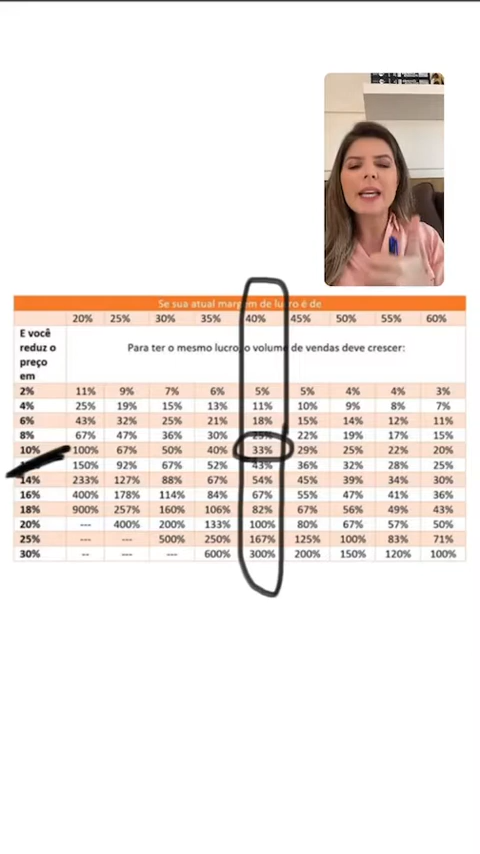 Se sua atual margem de lucro é de
20% 25% 30% 35% 40% 45% 50% 55% 60%
E você
reduz o
preço
em
Para ter o mesmo lucro, o volume de vendas deve crescer:
2% 11% 9% 7% 6% 5% 5% 4% 4% 3%
4% 25% 19% 15% 13% 11% 10% 9% 8% 7%
6% 43% 32% 25% 21% 18% 15% 14% 12% 11%
8% 67% 47% 36% 30% 25% 22% 19% 17% 15%
10% 100% 67% 50% 40% 33% 29% 25% 22% 20%
150% 92% 67% 52% 43% 36% 32% 28% 25%
14% 233% 127% 88% 67% 54% 45% 39% 34% 30%
16% 400% 178% 114% 84% 67% 55% 47% 41% 36%
18% 900% 257% 160% 106% 82% 67% 56% 49% 43%
20% --- 400% 200% 133% 100% 80% 67% 57% 50%
25% --- --- 500% 250% 167% 125% 100% 83% 71%
30% -- --- --- 600% 300% 200% 150% 120% 100%